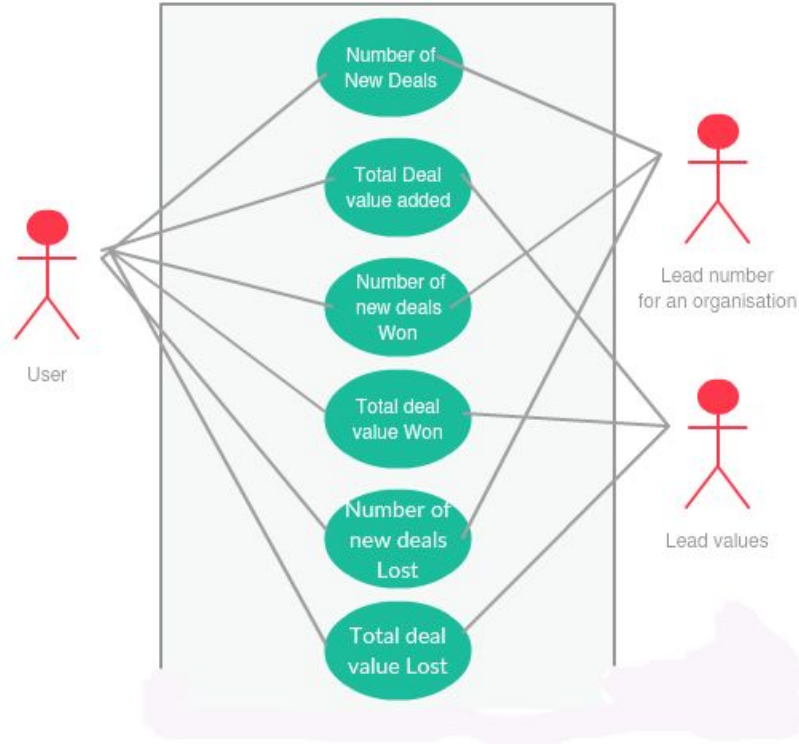 Number of
New Deals
Total Deal
value added
Number of
new deals
Won
Total deal
value Won
Number of
new deals
Lost
Total deal
value Lost
User
Lead number
for an organisation
Lead values